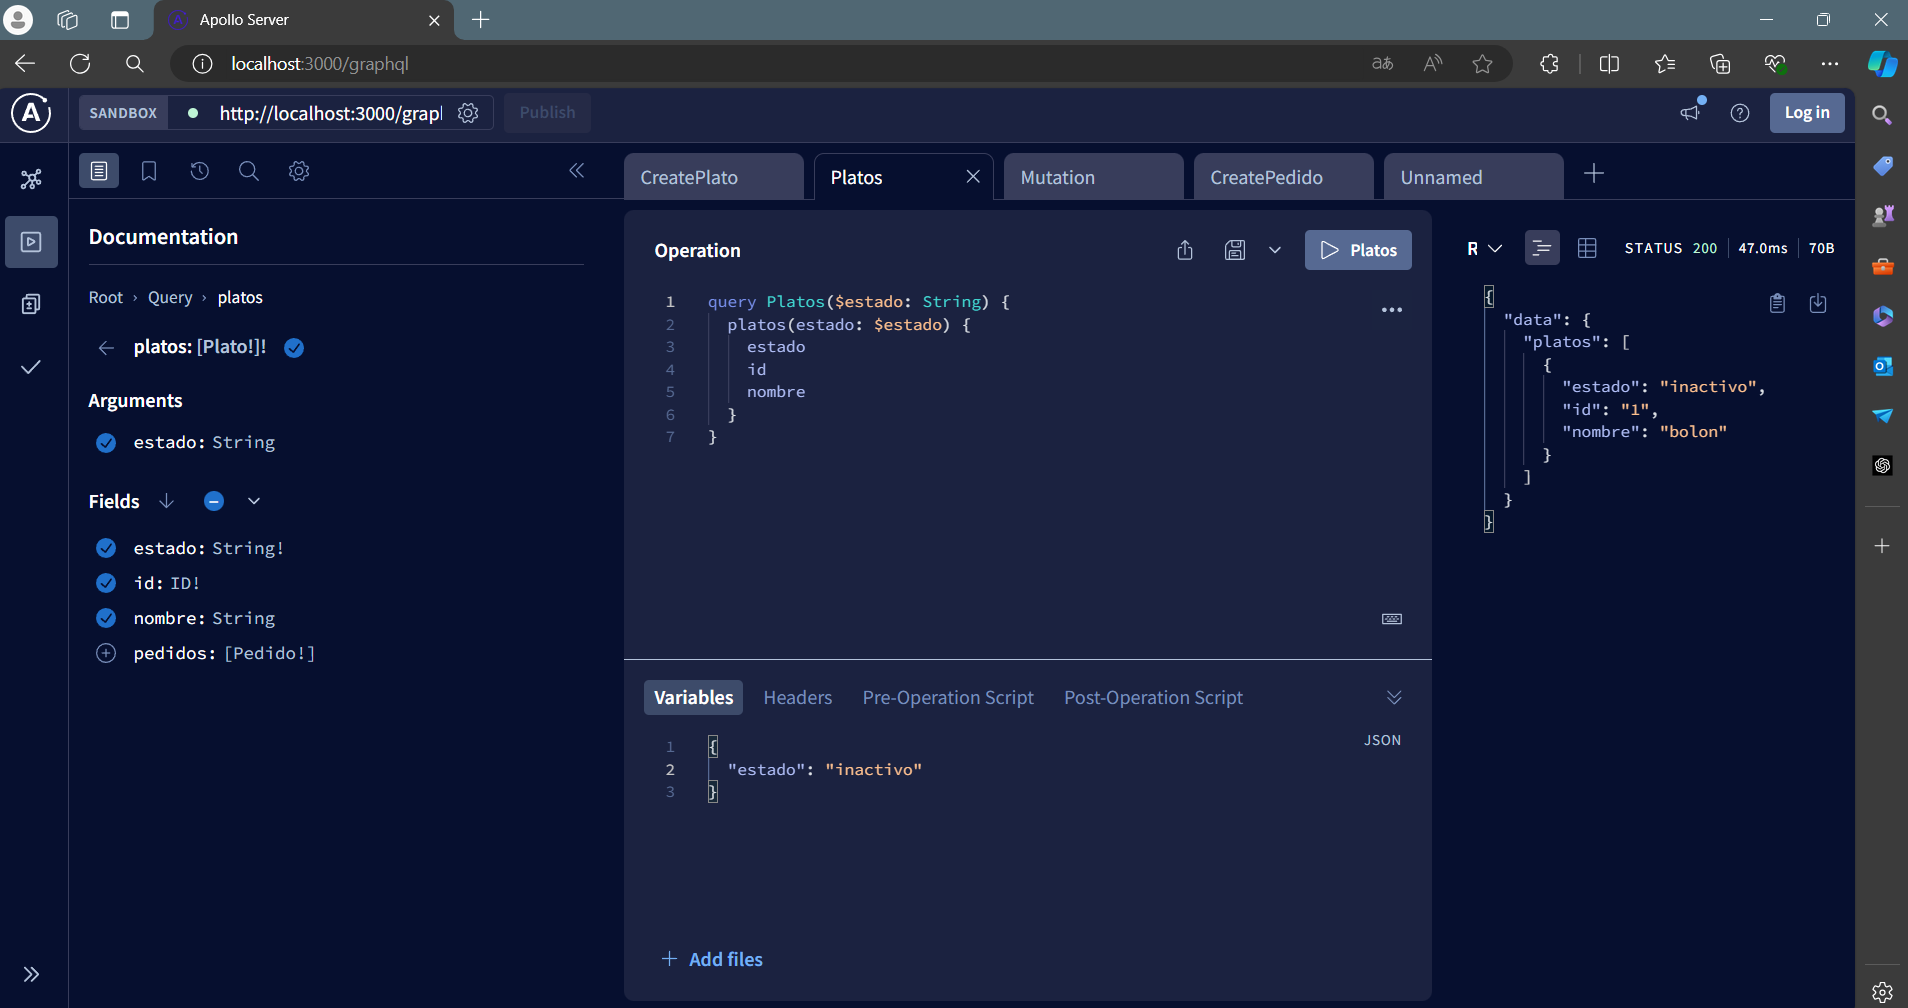 Apollo Server
localhost:3000/graphql
SANDBOX http://localhost:3000/grapl Publish Log in
CreatePlato Platos Mutation CreatePedido Unnamed
Documentation
Root › Query › platos
platos: [Plato!]!
Arguments
estado: String
Fields
estado: String!
id: ID!
nombre: String
pedidos: [Pedido!]
Operation
Platos
1 query Platos($estado: String) {
2 platos(estado: $estado) {
3 estado
4 id
5 nombre
6 }
7 }
Variables Headers Pre-Operation Script Post-Operation Script
JSON
1 {
2 "estado": "inactivo"
3 }
+ Add files
R STATUS 200 47.0ms 70B
{
"data": {
"platos": [
{
"estado": "inactivo",
"id": "1",
"nombre": "bolon"
}
]
}
}